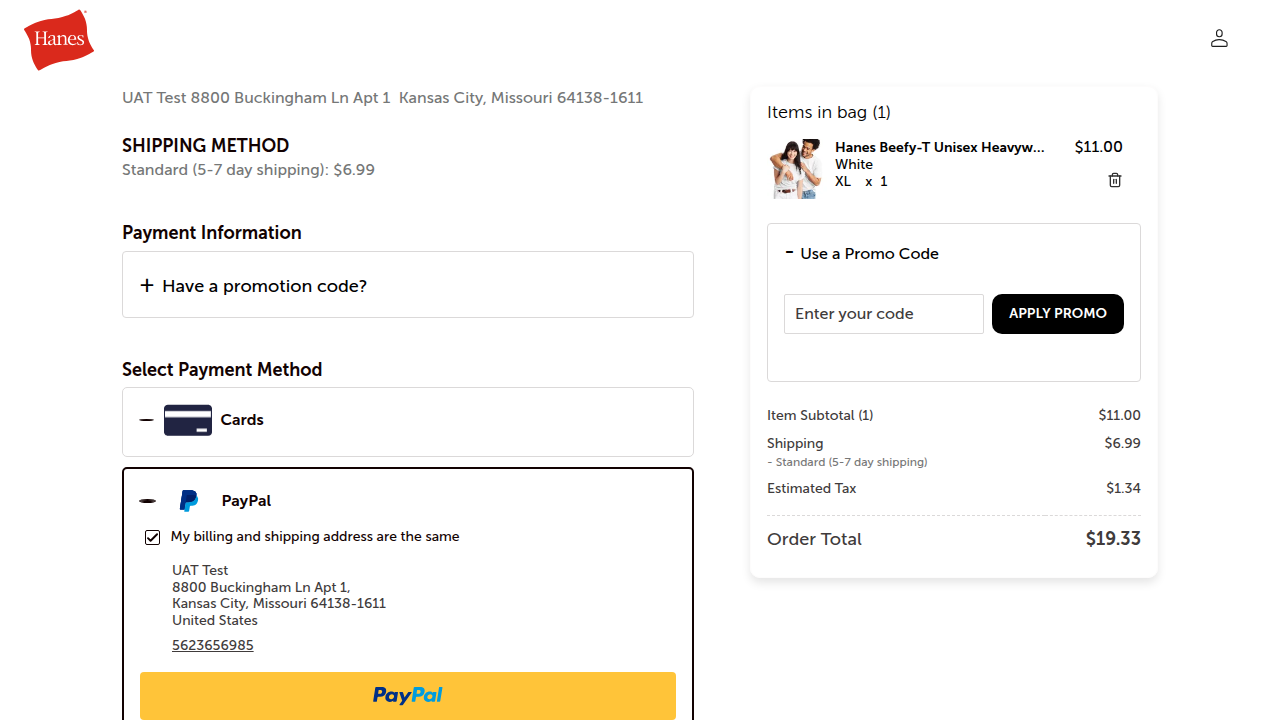 Hanes
UAT Test 8800 Buckingham Ln Apt 1 Kansas City, Missouri 64138-1611
SHIPPING METHOD
Standard (5-7 day shipping): $6.99
Payment Information
+ Have a promotion code?
Select Payment Method
Cards
PayPal
My billing and shipping address are the same
UAT Test
8800 Buckingham Ln Apt 1,
Kansas City, Missouri 64138-1611
United States
5623656985
PayPal
Items in bag (1)
Hanes Beefy-T Unisex Heavyw... $11.00
White
XL x 1
- Use a Promo Code
Enter your code APPLY PROMO
Item Subtotal (1) $11.00
Shipping $6.99
- Standard (5-7 day shipping)
Estimated Tax $1.34
Order Total $19.33